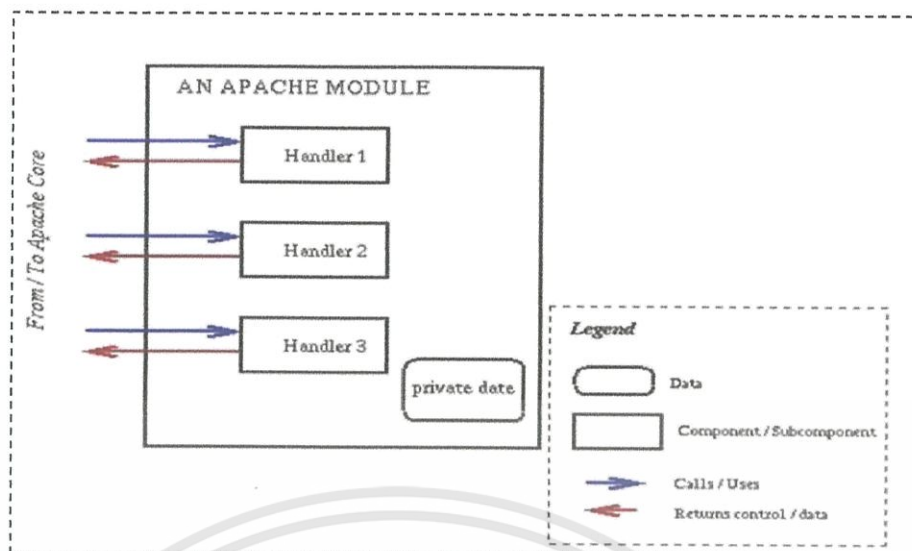 AN APACHE MODULE
From / To Apache Core
Handler 1
Handler 2
Handler 3
private date
Legend
Data
Component / Subcomponent
Calls / Uses
Returns control / data